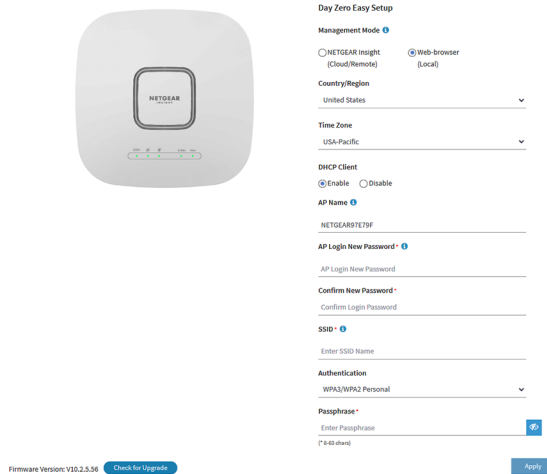 NETGEAR
INSIGHT
Day Zero Easy Setup
Management Mode
NETGEAR Insight
(Cloud/Remote)
Web-browser
(Local)
Country/Region
United States
Time Zone
USA-Pacific
DHCP Client
Enable
Disable
AP Name
NETGEAR97E79F
AP Login New Password*
AP Login New Password
Confirm New Password*
Confirm Login Password
SSID*
Enter SSID Name
Authentication
WPA3/WPA2 Personal
Passphrase*
Enter Passphrase
(* 8-63 chars)
Firmware Version: V10.2.5.56
Check for Upgrade
Apply